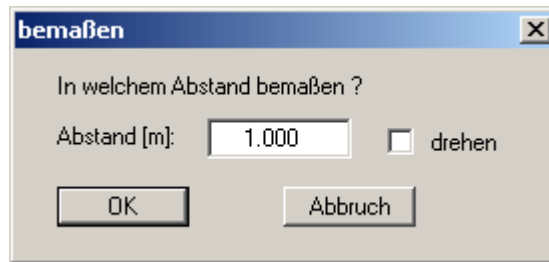 bemaßen
In welchem Abstand bemaßen ?
Abstand [m]: 1.000 drehen
OK Abbruch